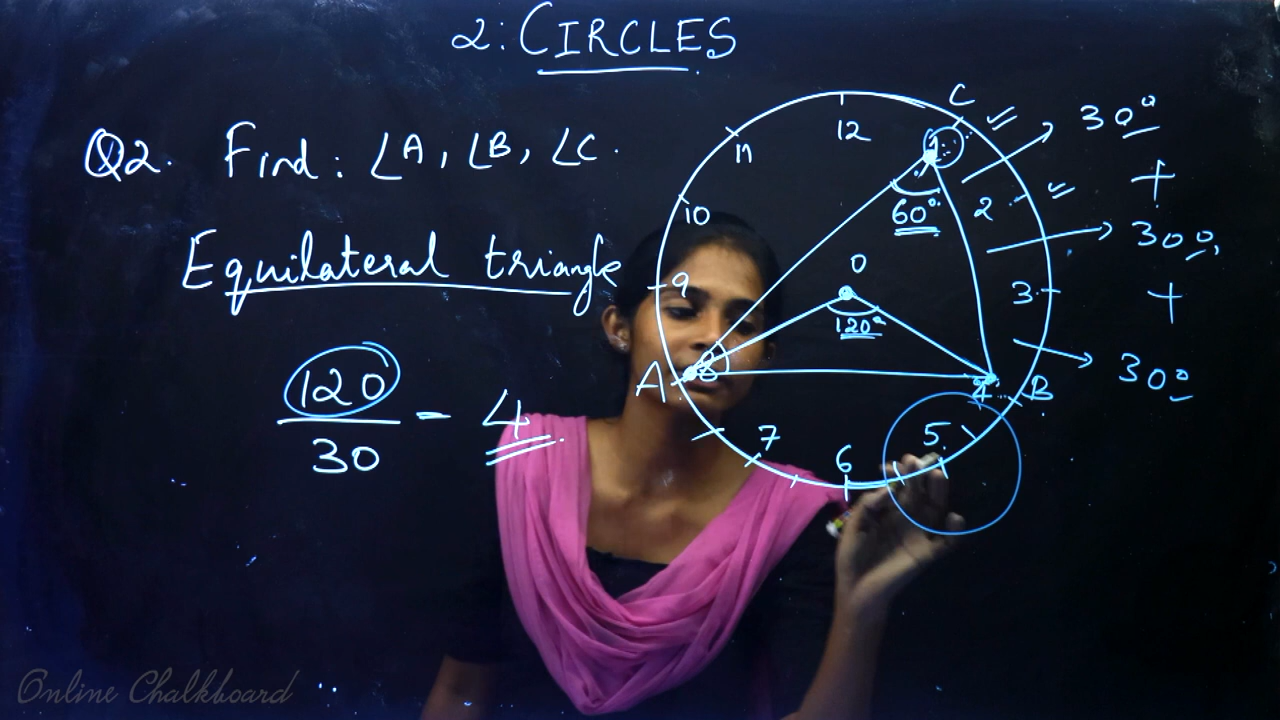 2: CIRCLES
Q2. Find: ∠A, ∠B, ∠C.
Equilateral triangle
120/30 = 4
C
12
11
10
9
1
2
3
4
5
6
7
60°
O
120°
A
B
30°
+
30°,
+
30°
Online Chalkboard